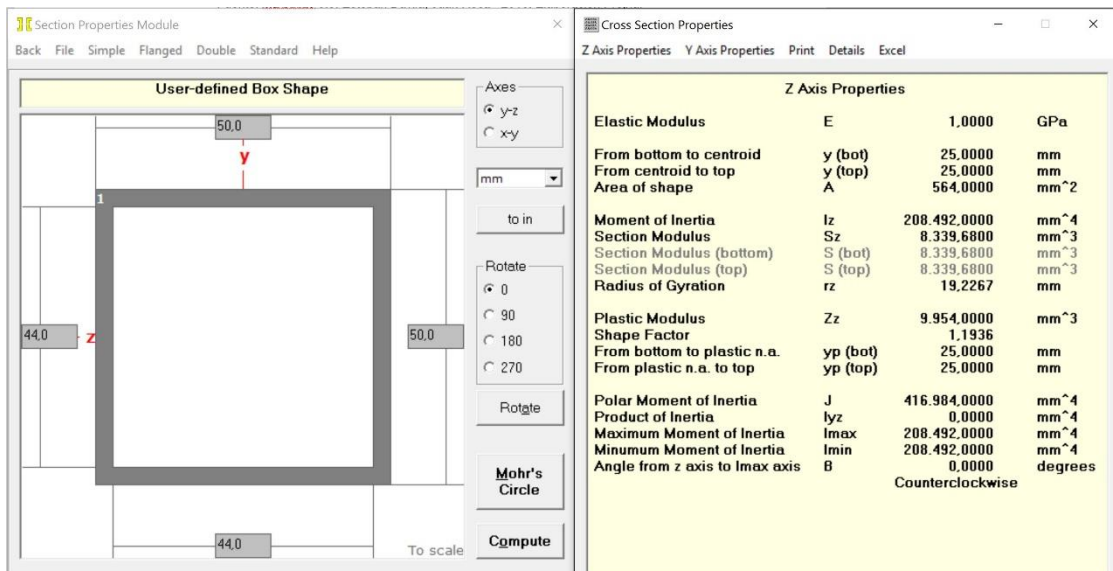 Section Properties Module
Back File Simple Flanged Double Standard Help
User-defined Box Shape
50,0
y
1
44,0
z
50,0
44,0
To scale
Axes
y-z
x-y
mm
to in
Rotate
0
90
180
270
Rotate
Mohr's
Circle
Compute
Cross Section Properties
Z Axis Properties Y Axis Properties Print Details Excel
Z Axis Properties
Elastic Modulus E 1,0000 GPa
From bottom to centroid y (bot) 25,0000 mm
From centroid to top y (top) 25,0000 mm
Area of shape A 564,0000 mm^2
Moment of Inertia Iz 208.492,0000 mm^4
Section Modulus Sz 8.339,6800 mm^3
Section Modulus (bottom) S (bot) 8.339,6800 mm^3
Section Modulus (top) S (top) 8.339,6800 mm^3
Radius of Gyration rz 19,2267 mm
Plastic Modulus Zz 9.954,0000 mm^3
Shape Factor 1,1936
From bottom to plastic n.a. yp (bot) 25,0000 mm
From plastic n.a. to top yp (top) 25,0000 mm
Polar Moment of Inertia J 416.984,0000 mm^4
Product of Inertia Iyz 0,0000 mm^4
Maximum Moment of Inertia Imax 208.492,0000 mm^4
Minumum Moment of Inertia Imin 208.492,0000 mm^4
Angle from z axis to Imax axis β 0,0000 degrees
Counterclockwise